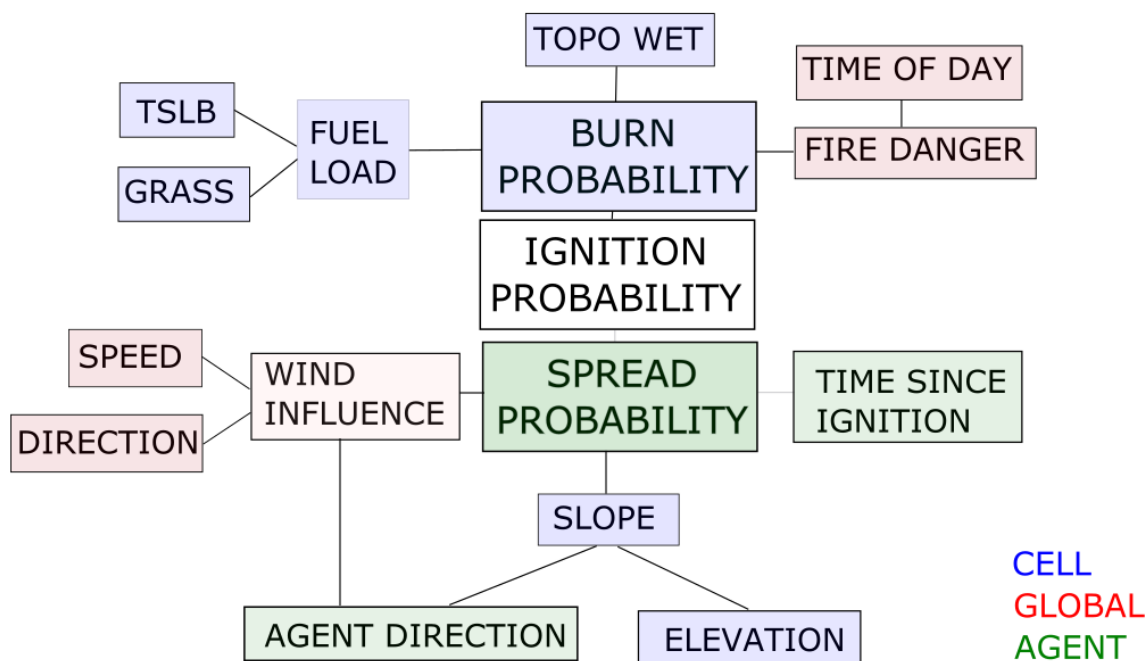 TOPO WET
TIME OF DAY
TSLB
FUEL
LOAD
BURN
PROBABILITY
FIRE DANGER
GRASS
IGNITION
PROBABILITY
SPEED
WIND
INFLUENCE
SPREAD
PROBABILITY
TIME SINCE
IGNITION
DIRECTION
SLOPE
CELL
GLOBAL
AGENT DIRECTION
ELEVATION
AGENT